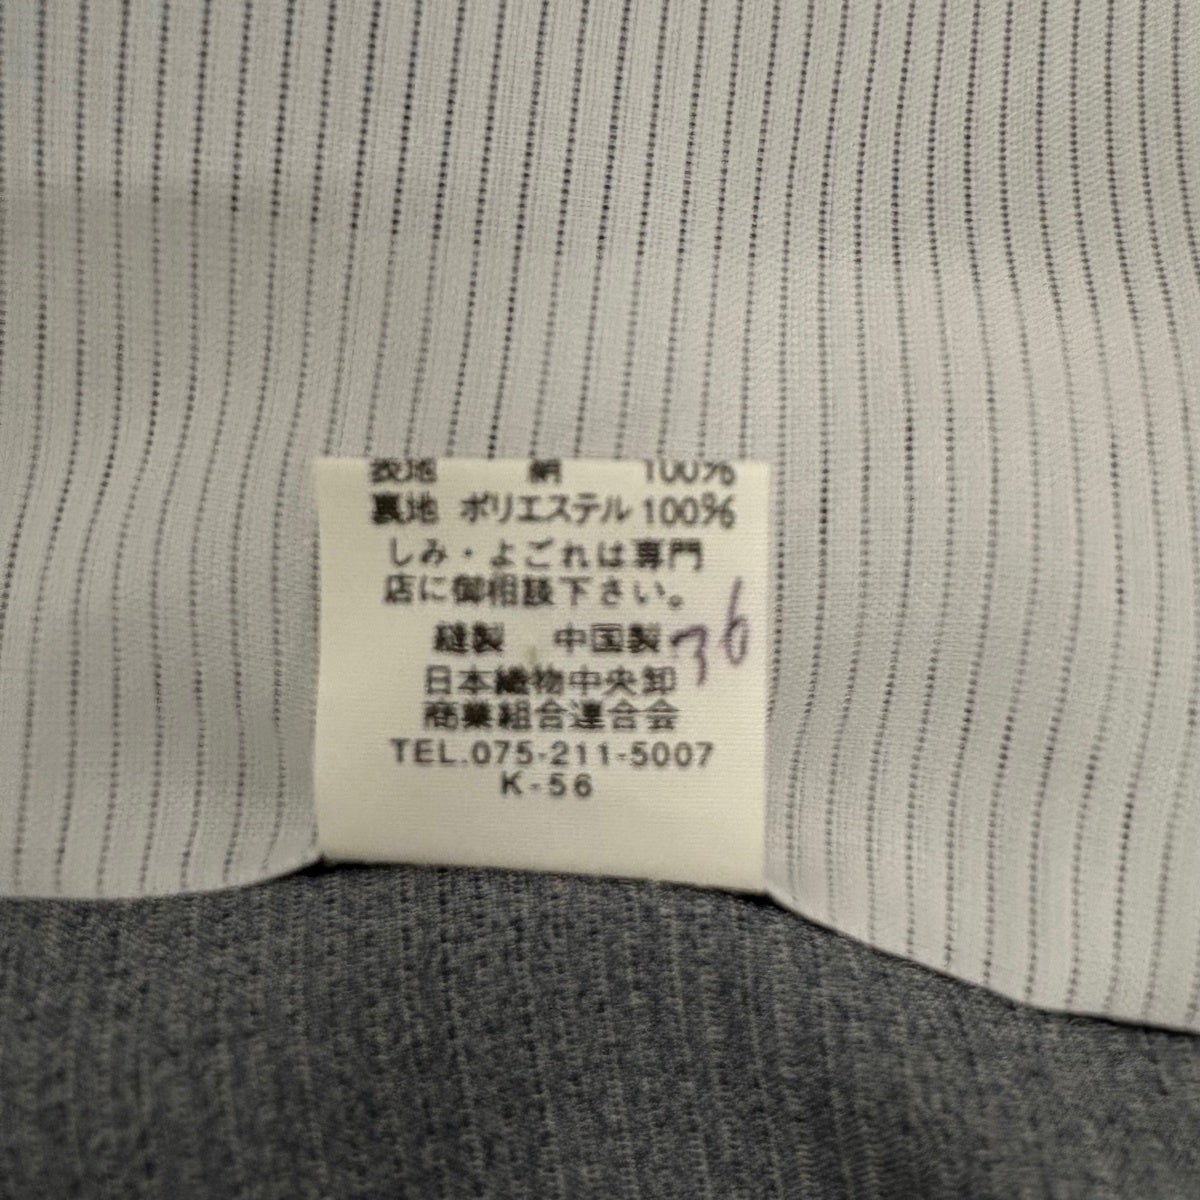 表地 絹 100%
裏地 ポリエステル 100%
しみ・よごれは専門
店に御相談下さい。
縫製 中国製
36
日本織物中央卸
商業組合連合会
TEL.075-211-5007
K-56